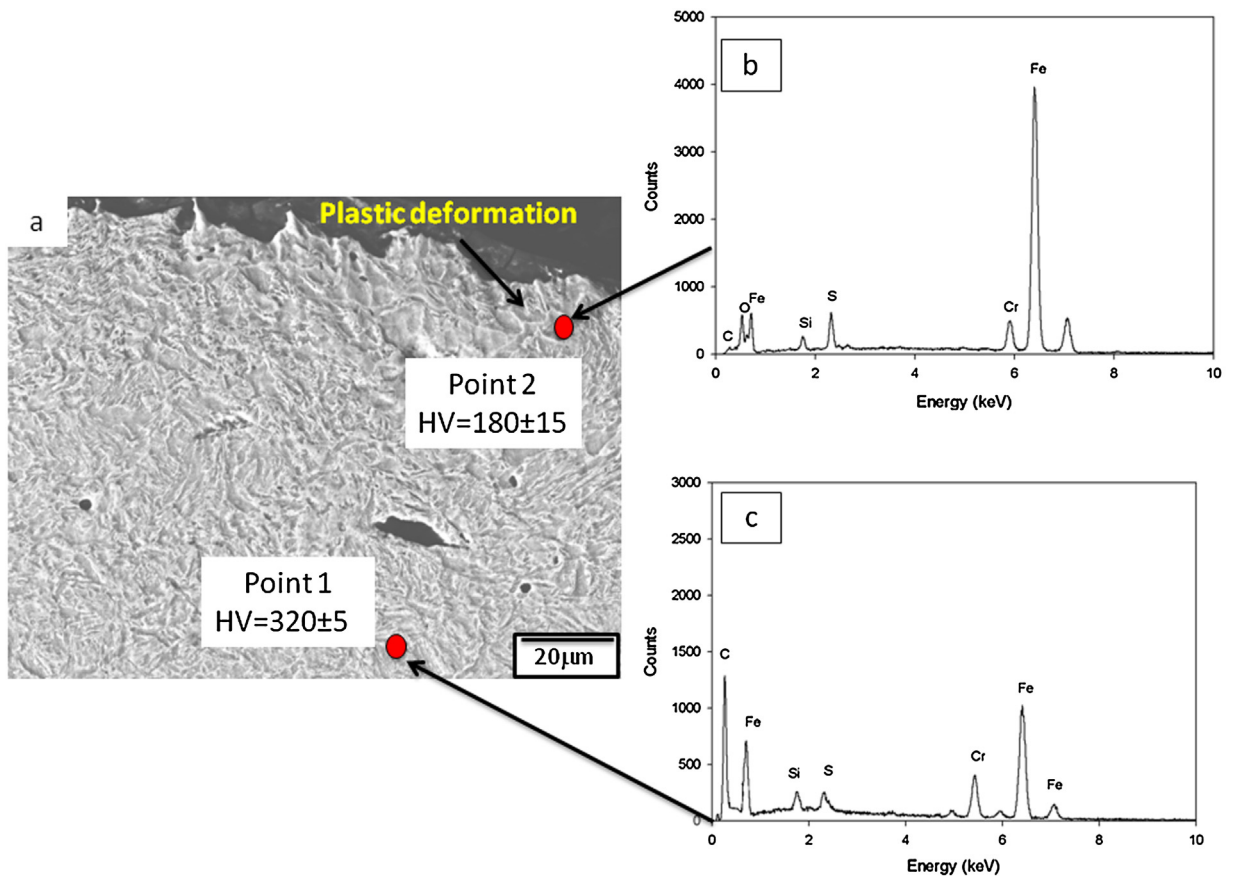 a
Plastic deformation
Point 2
HV=180±15
Point 1
HV=320±5
20µm
b
5000
4000
3000
2000
1000
0
Counts
C
O
Fe
Si
S
Cr
Fe
0
2
4
6
8
10
Energy (keV)
c
3000
2500
2000
1500
1000
500
0
Counts
C
Fe
Si
S
Cr
Fe
Fe
0
2
4
6
8
10
Energy (keV)